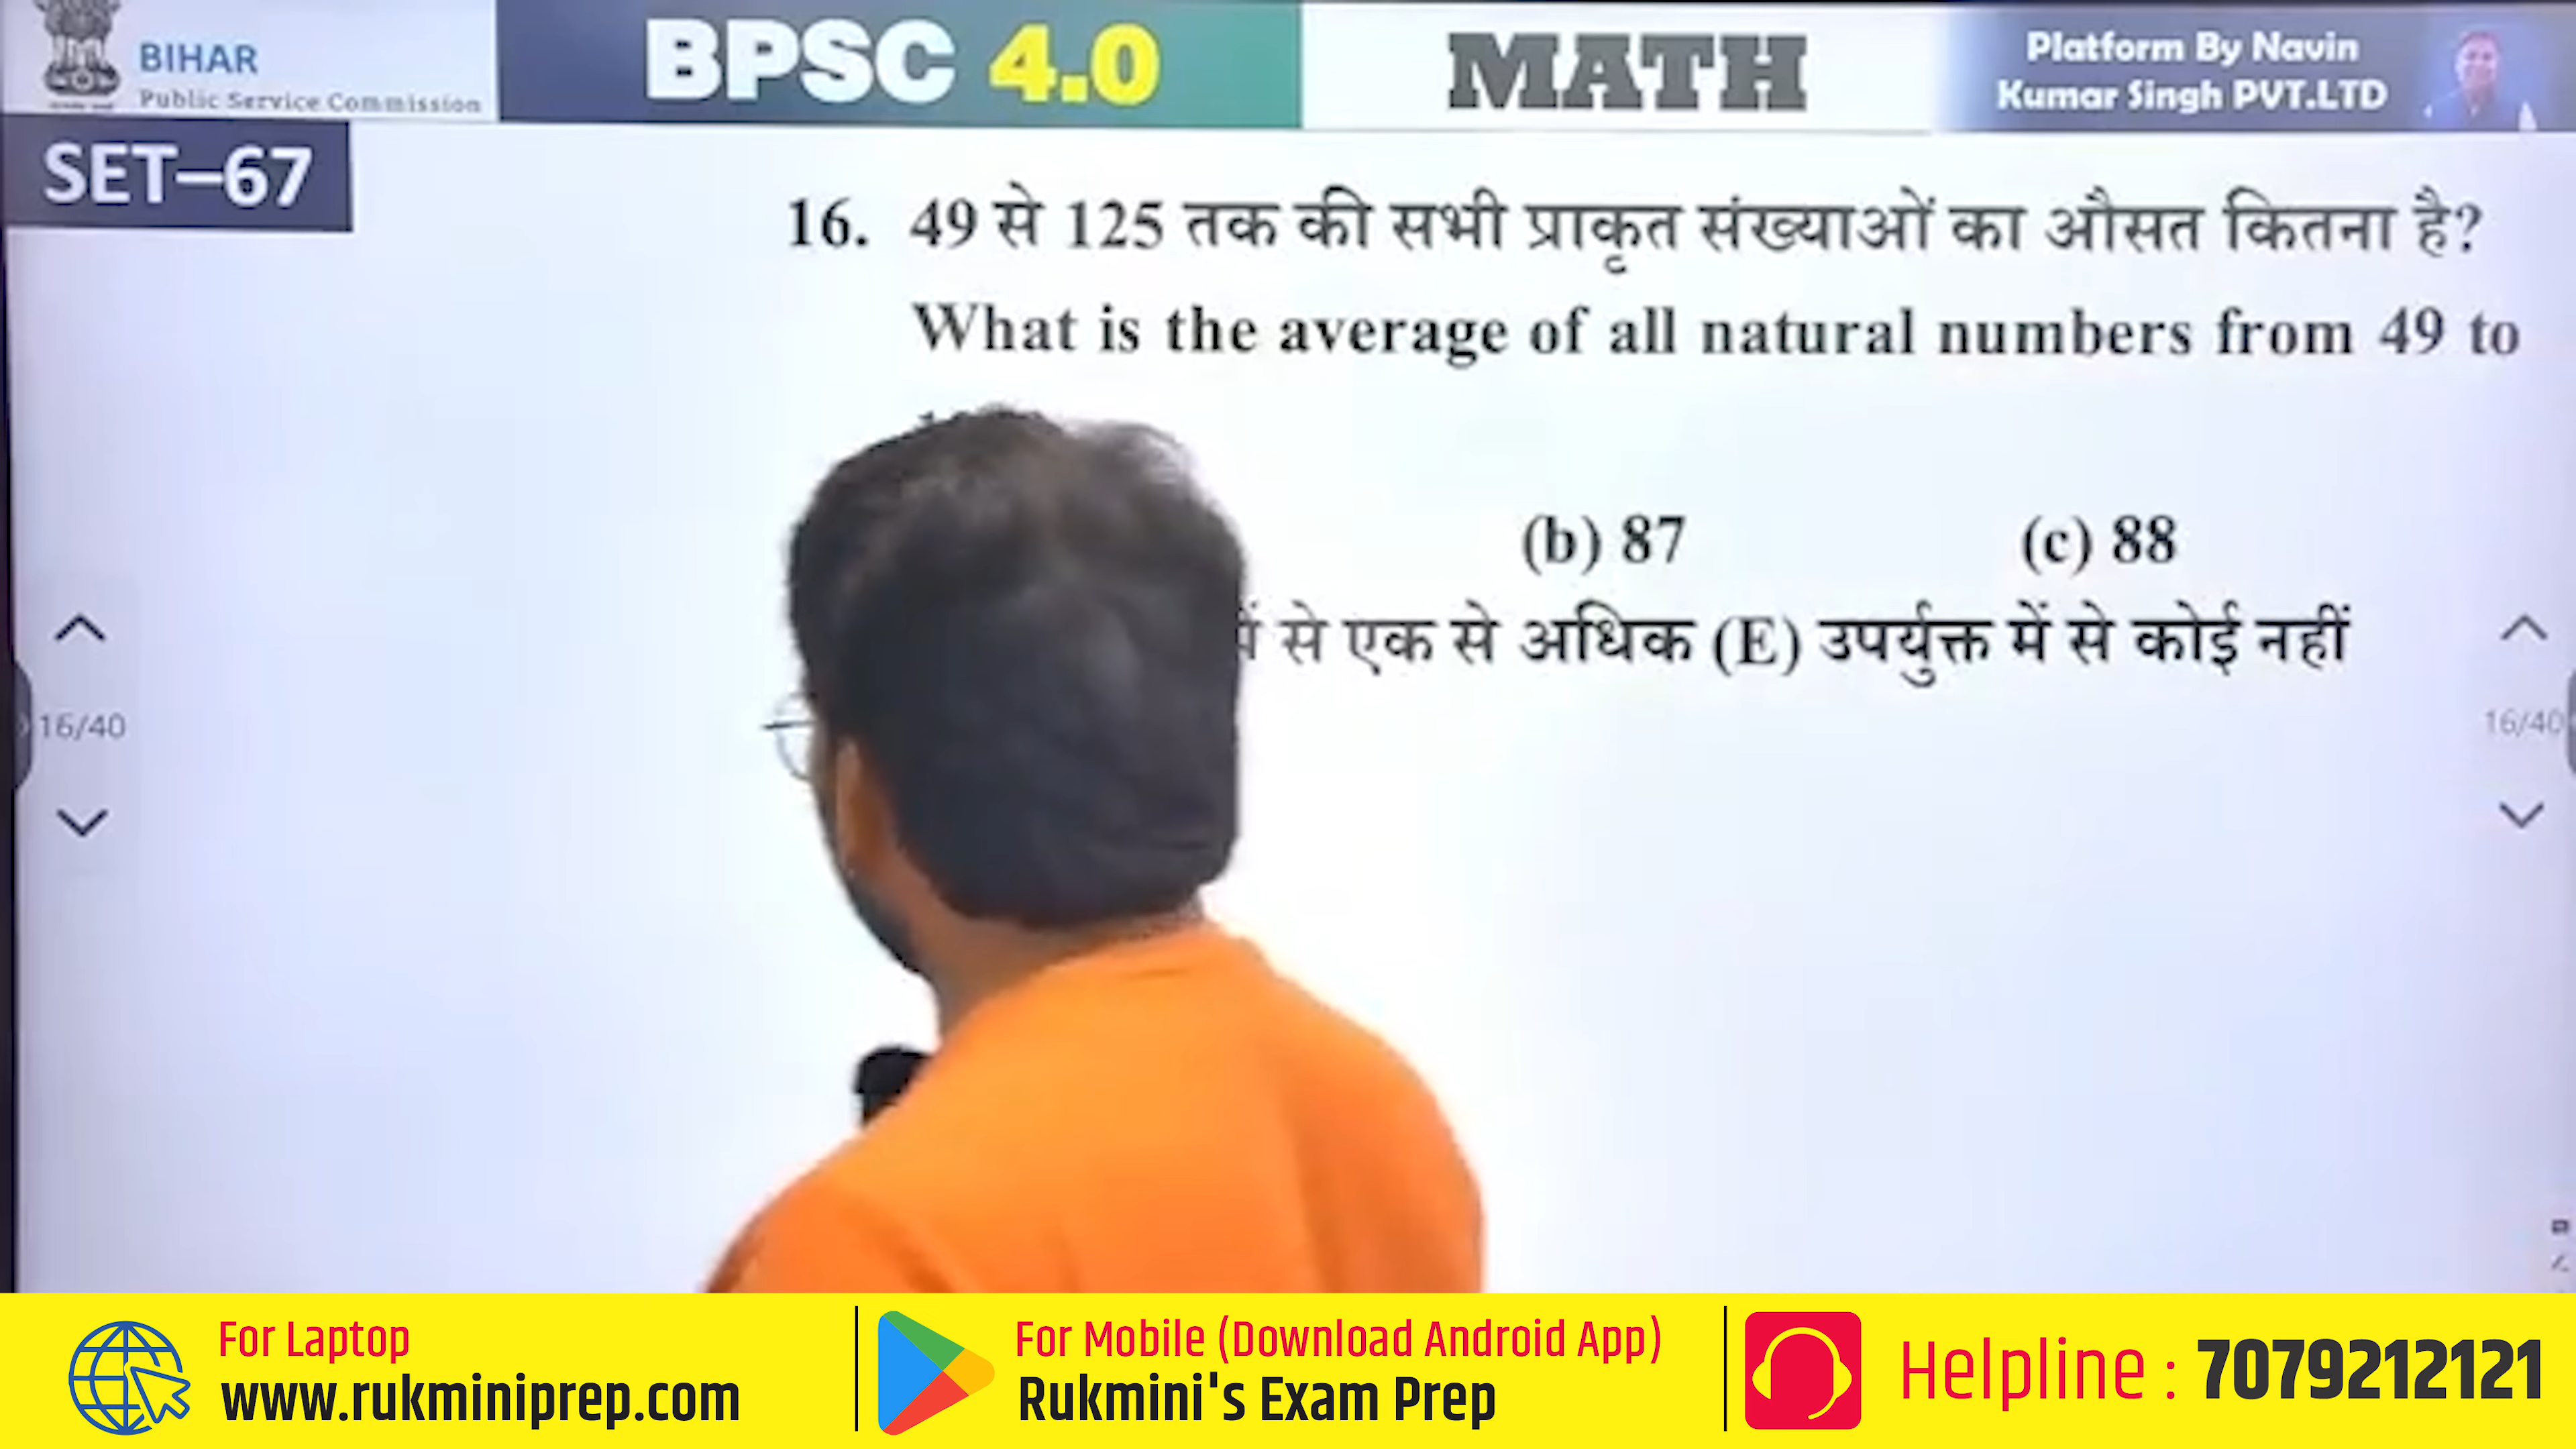 BIHAR
Public Service Commission
BPSC 4.0
MATH
Platform By Navin
Kumar Singh PVT.LTD
SET–67
16. 49 से 125 तक की सभी प्राकृत संख्याओं का औसत कितना है?
What is the average of all natural numbers from 49 to
(b) 87 (c) 88
से एक से अधिक (E) उपर्युक्त में से कोई नहीं
16/40
16/40
For Laptop
www.rukminiprep.com
For Mobile (Download Android App)
Rukmini's Exam Prep
Helpline : 7079212121